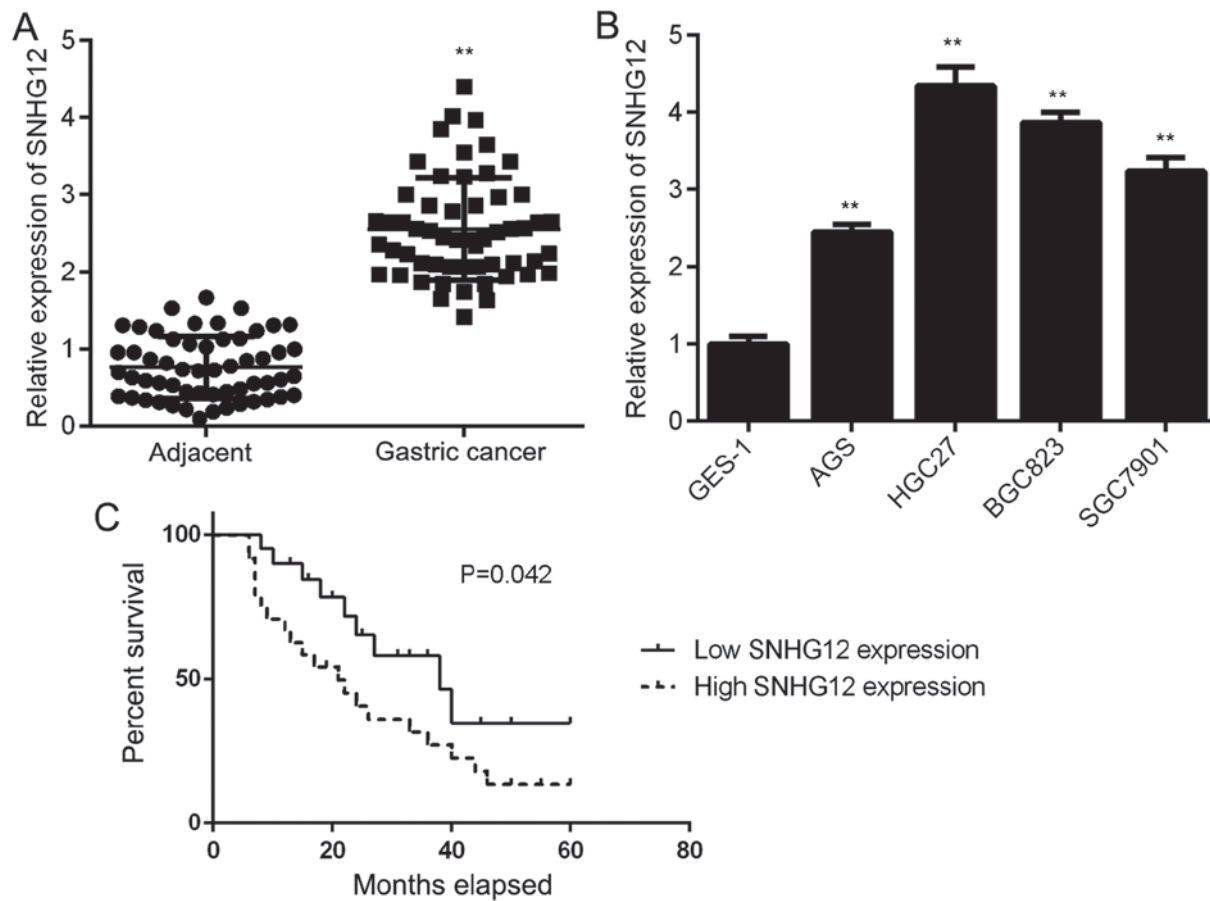 A
Relative expression of SNHG12
5
4
3
2
1
0
**
Adjacent
Gastric cancer
B
Relative expression of SNHG12
5
4
3
2
1
0
**
**
**
**
GES-1
AGS
HGC27
BGC823
SGC7901
C
Percent survival
100
50
0
P=0.042
0
20
40
60
80
Months elapsed
Low SNHG12 expression
High SNHG12 expression